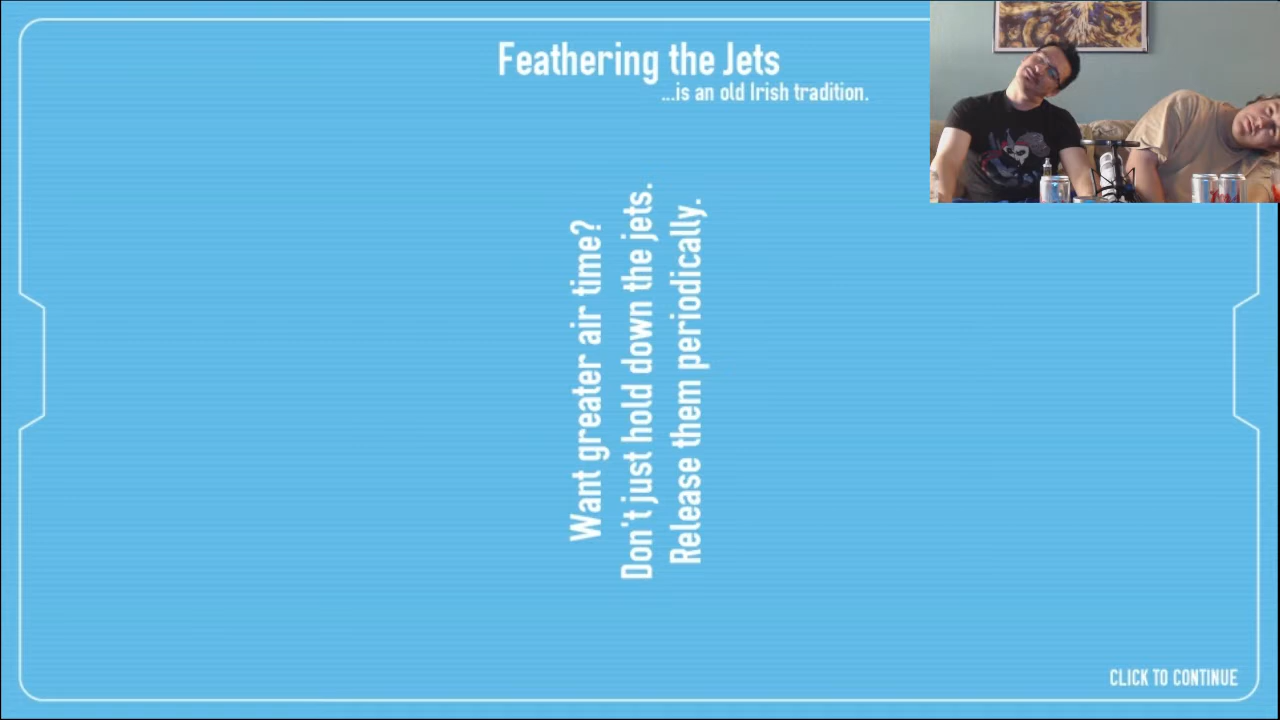 Feathering the Jets
...is an old Irish tradition.
Want greater air time?
Don't just hold down the jets.
Release them periodically.
CLICK TO CONTINUE